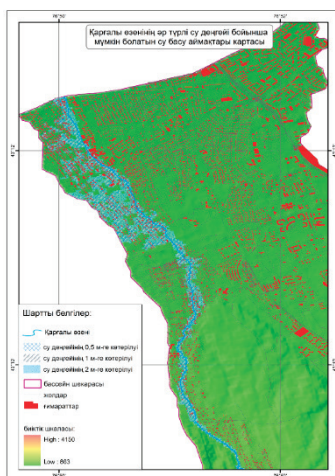 Қарғалы өзенінің әр түрлі су деңгейі бойынша
мүмкін болатын су басу аймақтары картасы
Шартты белгілер:
Қарғалы өзені
су деңгейінің 0,5 м-ге көтерілуі
су деңгейінің 1 м-ге көтерілуі
су деңгейінің 2 м-ге көтерілуі
бассейн шекарасы
жолдар
ғимараттар
биіктік шкаласы:
High : 4100
Low : 663